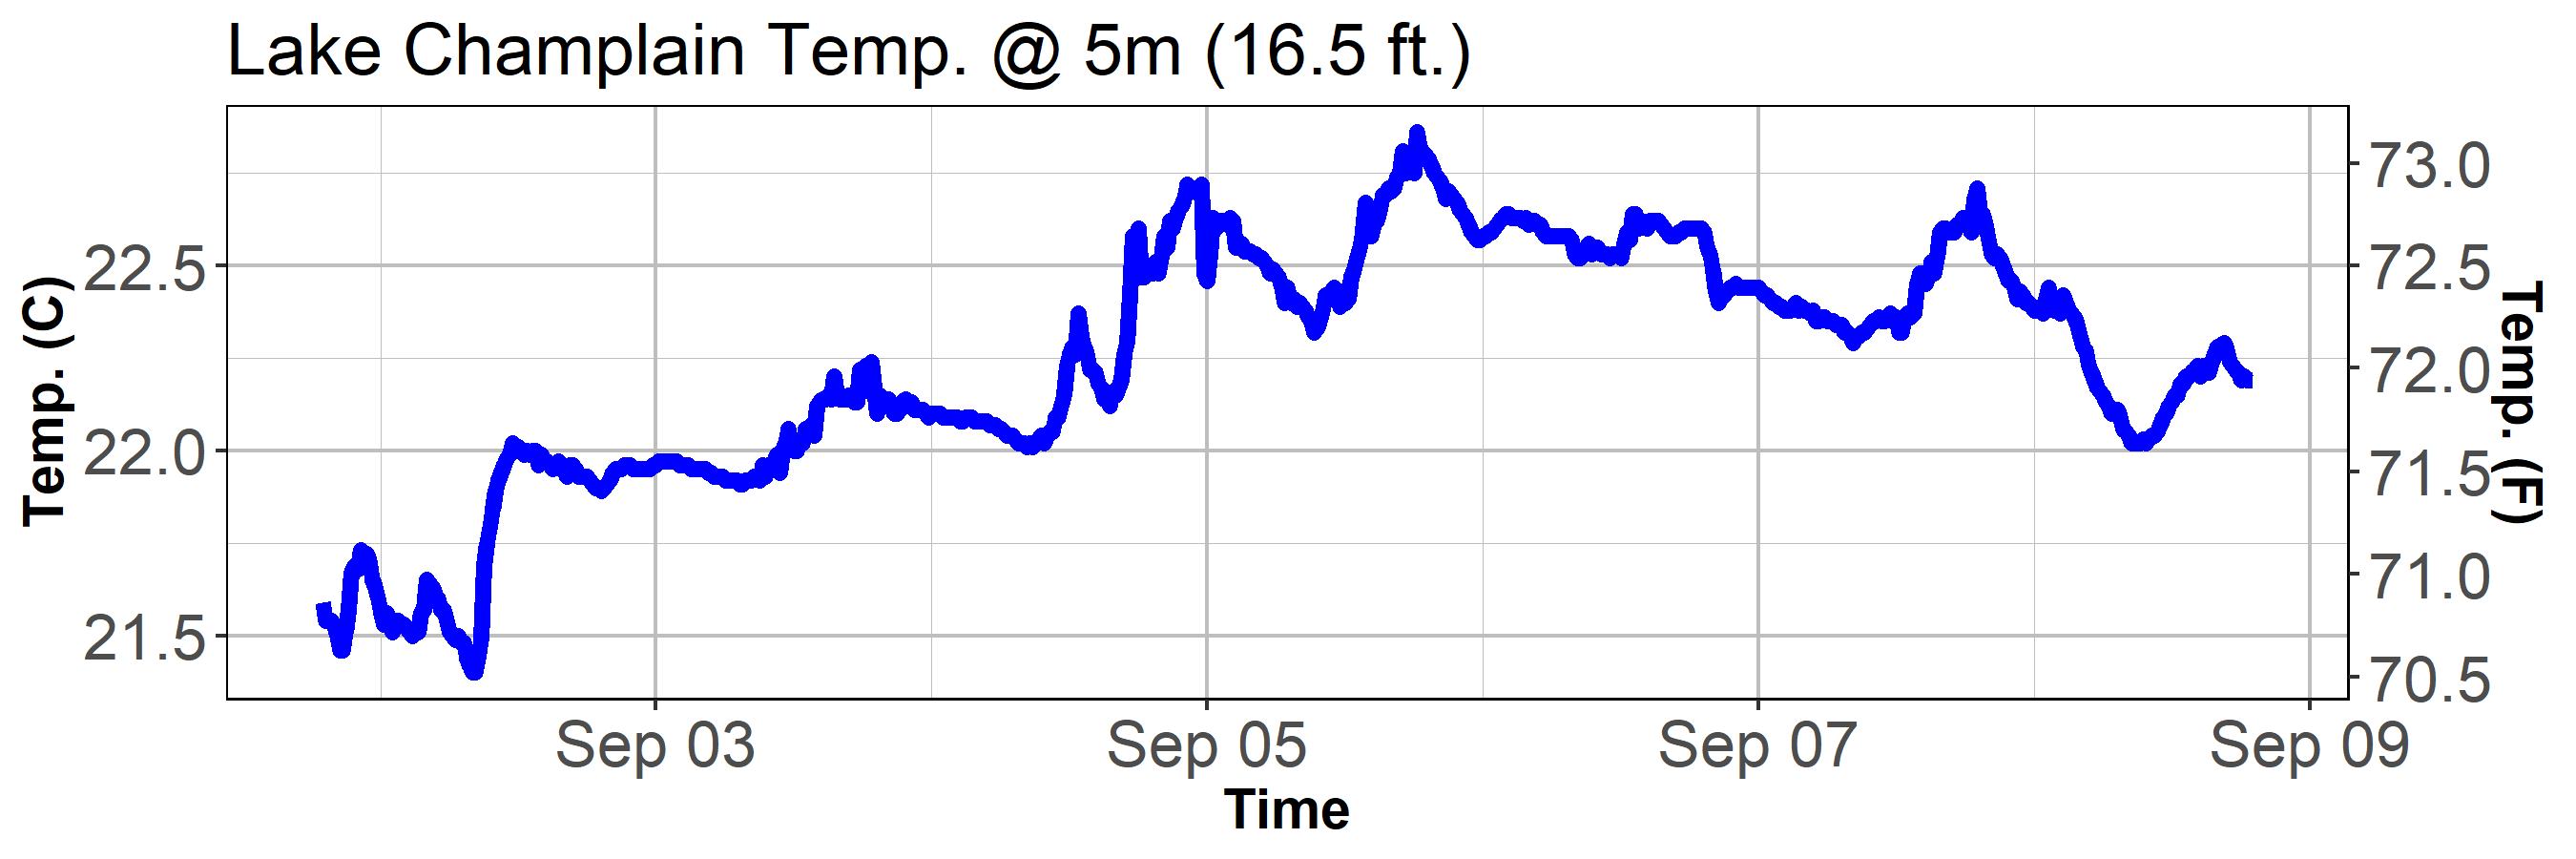 Lake Champlain Temp. @ 5m (16.5 ft.)
Temp. (C)
22.5
22.0
21.5
73.0
72.5
72.0
71.5
71.0
70.5
Temp. (F)
Sep 03
Sep 05
Sep 07
Sep 09
Time